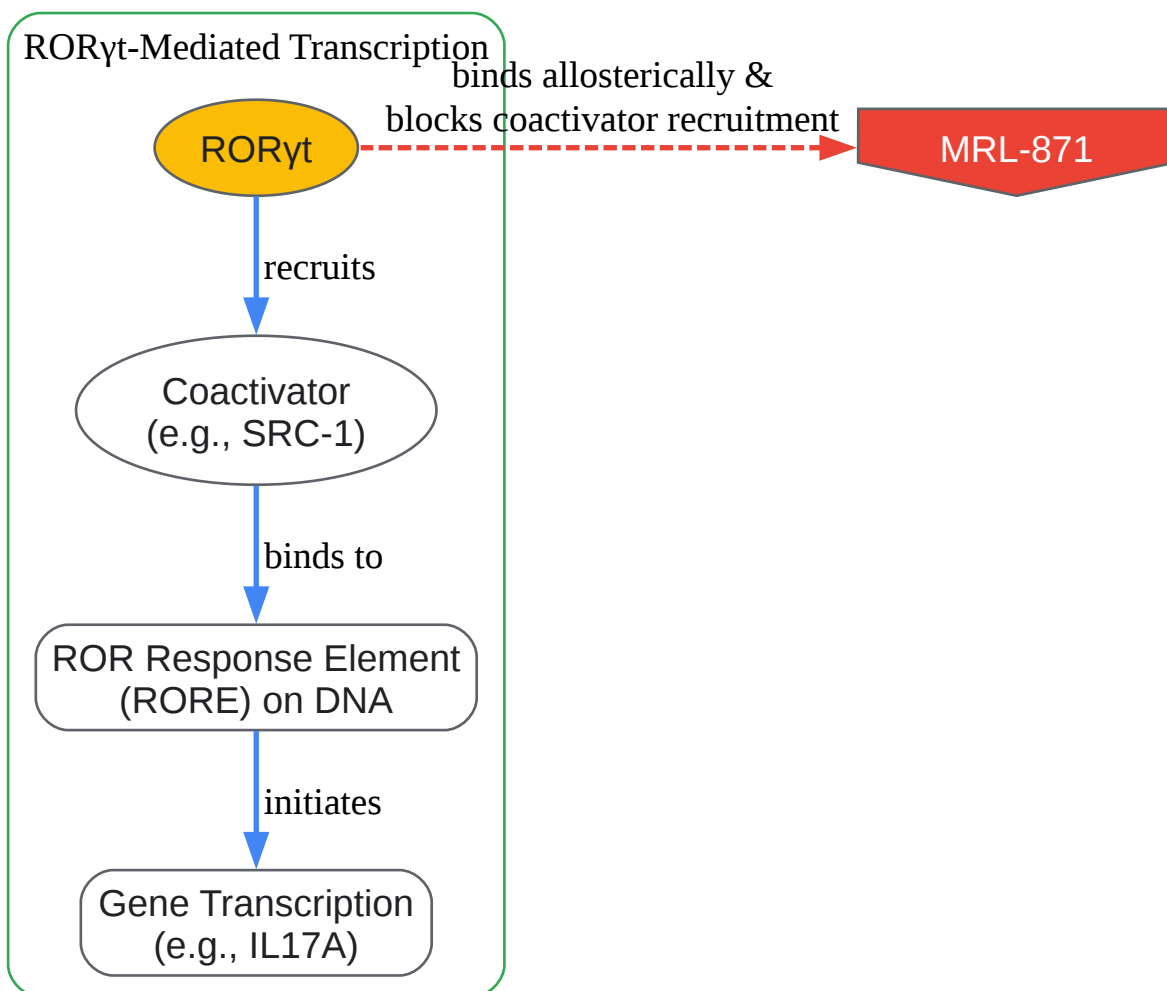 RORγt-Mediated Transcription
binds allosterically &
blocks coactivator recruitment
RORγt
MRL-871
recruits
Coactivator
(e.g., SRC-1)
binds to
ROR Response Element
(RORE) on DNA
initiates
Gene Transcription
(e.g., IL17A)